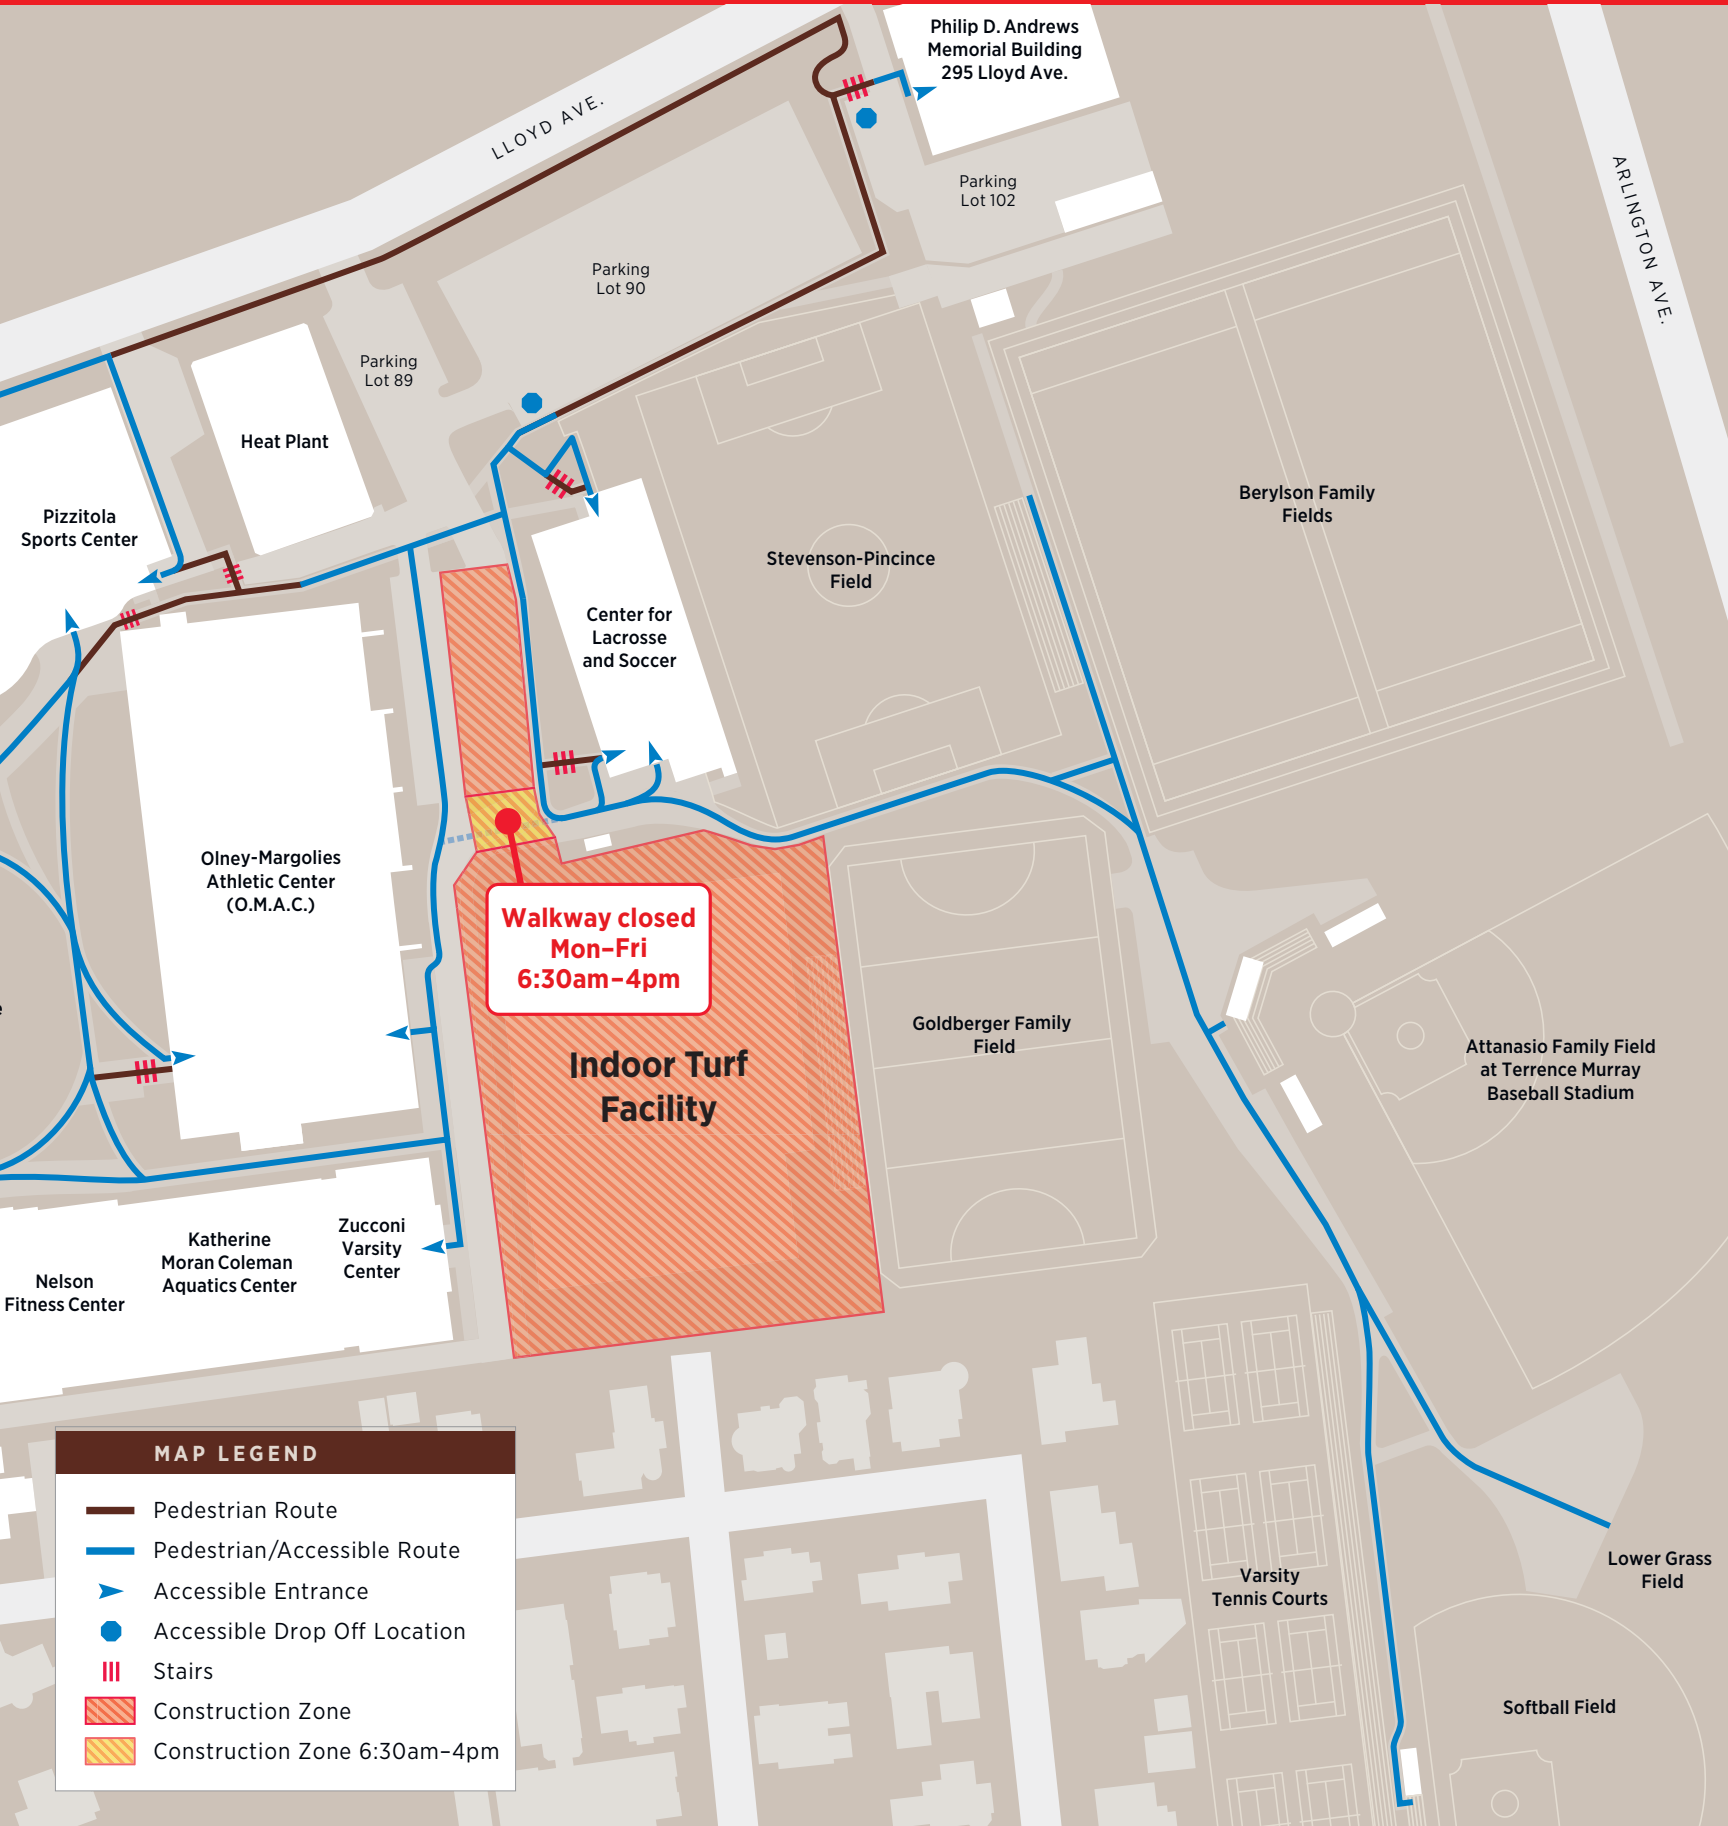 Philip D. Andrews
Memorial Building
295 Lloyd Ave.
LLOYD AVE.
ARLINGTON AVE.
Parking
Lot 102
Parking
Lot 90
Parking
Lot 89
Heat Plant
Pizzitola
Sports Center
Berylson Family
Fields
Stevenson-Pincince
Field
Center for
Lacrosse
and Soccer
Olney-Margolies
Athletic Center
(O.M.A.C.)
Walkway closed
Mon–Fri
6:30am–4pm
e
Goldberger Family
Field
Indoor Turf
Facility
Attanasio Family Field
at Terrence Murray
Baseball Stadium
Zucconi
Varsity
Center
Katherine
Moran Coleman
Aquatics Center
Nelson
Fitness Center
MAP LEGEND
Pedestrian Route
Pedestrian/Accessible Route
Accessible Entrance
Accessible Drop Off Location
Stairs
Construction Zone
Construction Zone 6:30am–4pm
Varsity
Tennis Courts
Lower Grass
Field
Softball Field